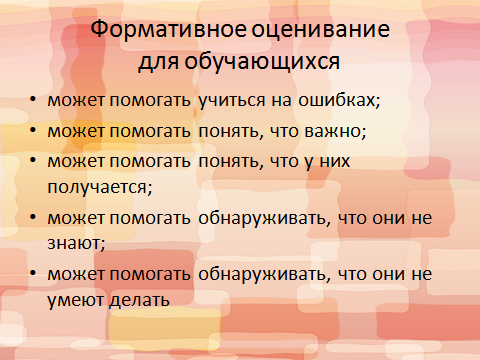 Формативное оценивание
для обучающихся
• может помогать учиться на ошибках;
• может помогать понять, что важно;
• может помогать понять, что у них
получается;
• может помогать обнаруживать, что они не
знают;
• может помогать обнаруживать, что они не
умеют делать